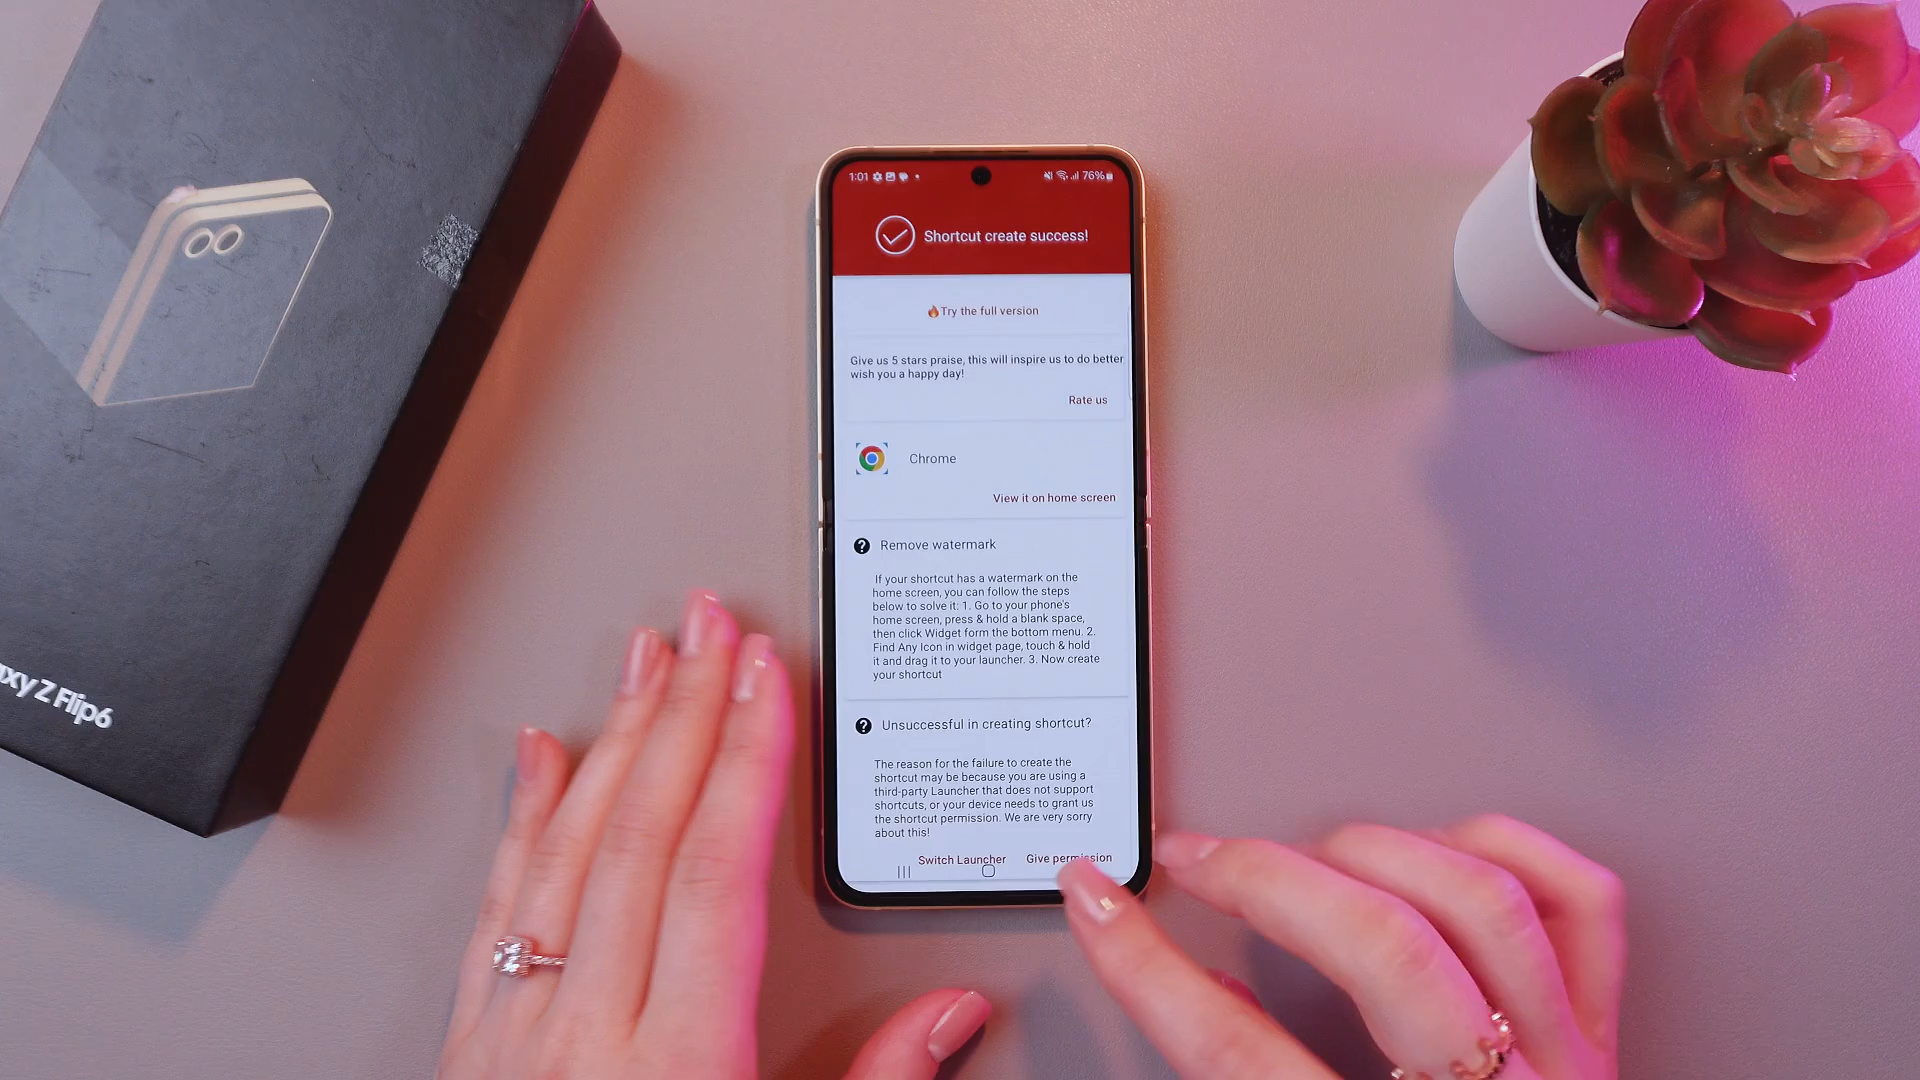 1:01
76%
Shortcut create success!
🔥Try the full version
Give us 5 stars praise, this will inspire us to do better
wish you a happy day!
Rate us
Chrome
View it on home screen
Remove watermark
If your shortcut has a watermark on the
home screen, you can follow the steps
below to solve it: 1. Go to your phone's
home screen, press & hold a blank space,
then click Widget form the bottom menu. 2.
Find Any Icon in widget page, touch & hold
it and drag it to your launcher. 3. Now create
your shortcut
Unsuccessful in creating shortcut?
The reason for the failure to create the
shortcut may be because you are using a
third-party Launcher that does not support
shortcuts, or your device needs to grant us
the shortcut permission. We are very sorry
about this!
Switch Launcher Give permission
Z Flip6